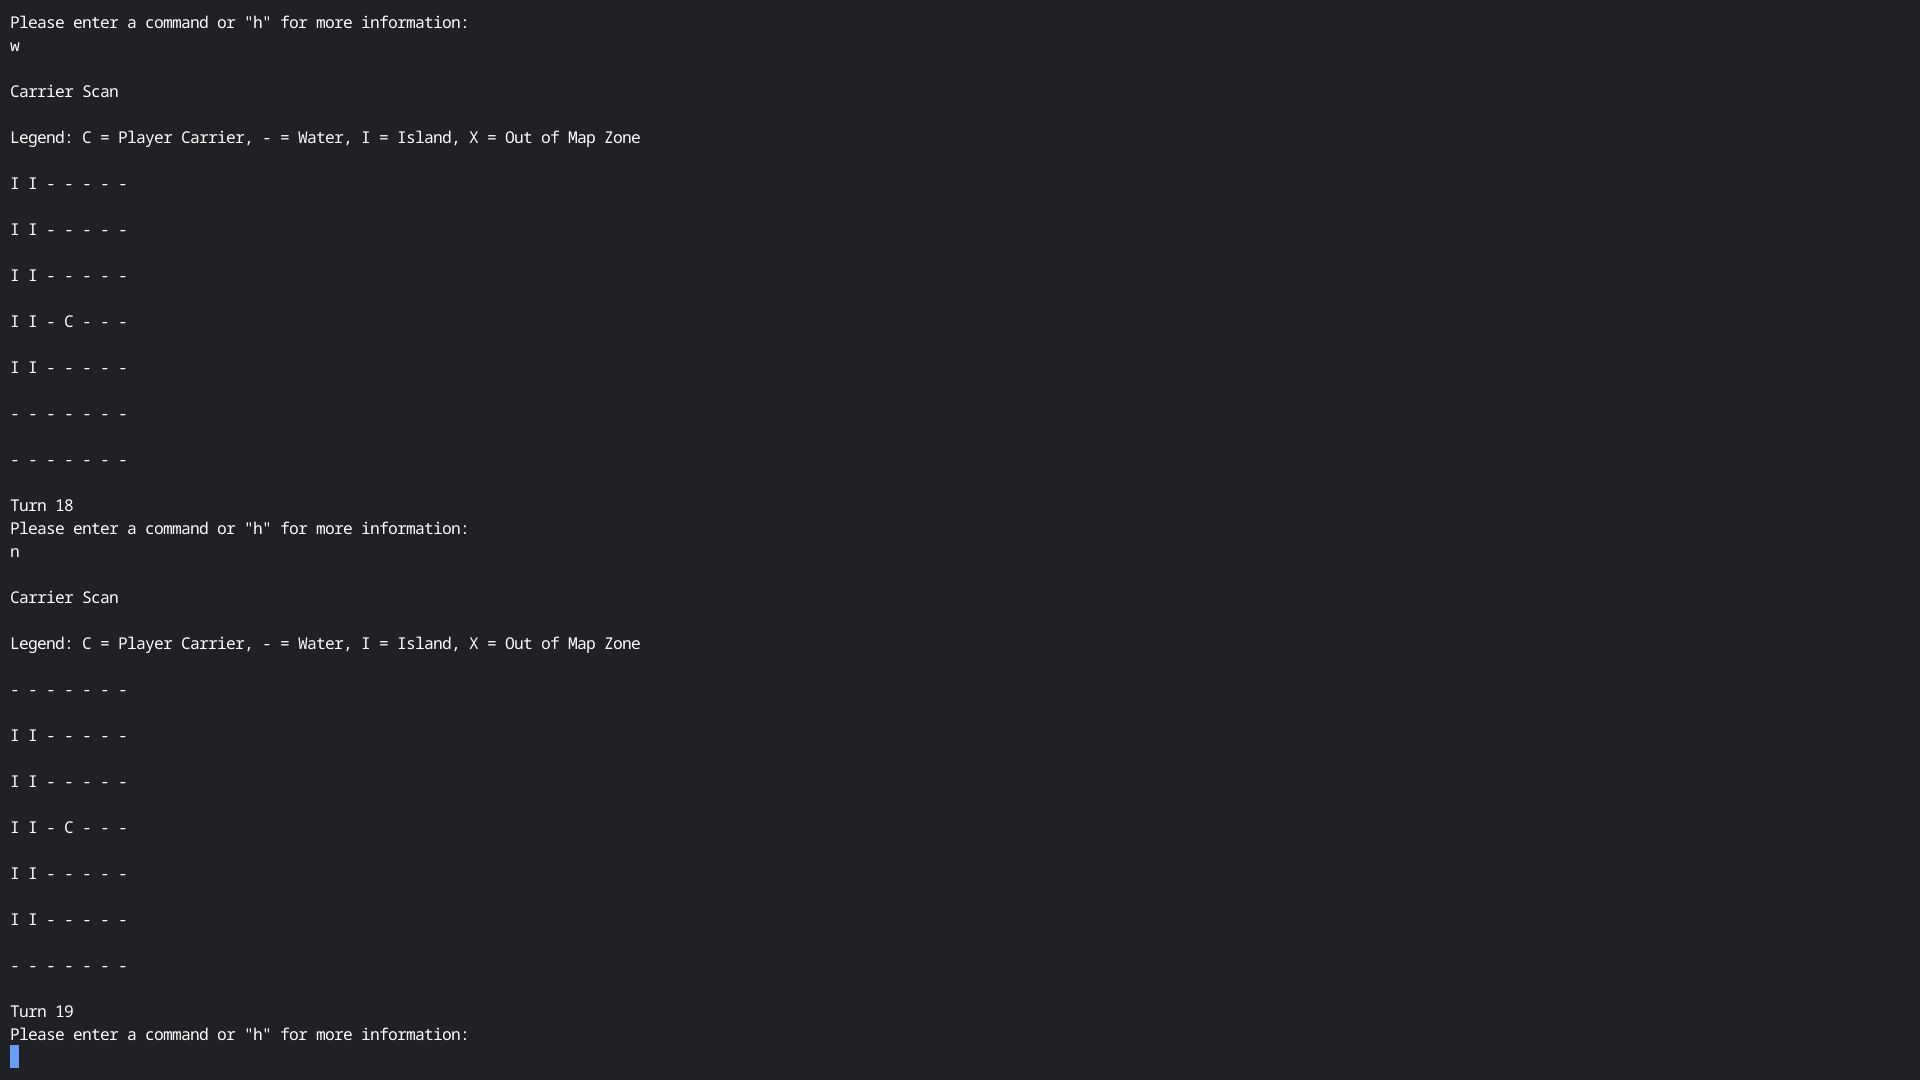 Please enter a command or "h" for more information:
w
Carrier Scan
Legend: C = Player Carrier, - = Water, I = Island, X = Out of Map Zone
I I - - - - -
I I - - - - -
I I - - - - -
I I - C - - -
I I - - - - -
- - - - - - -
- - - - - - -
Turn 18
Please enter a command or "h" for more information:
n
Carrier Scan
Legend: C = Player Carrier, - = Water, I = Island, X = Out of Map Zone
- - - - - - -
I I - - - - -
I I - - - - -
I I - C - - -
I I - - - - -
I I - - - - -
- - - - - - -
Turn 19
Please enter a command or "h" for more information: